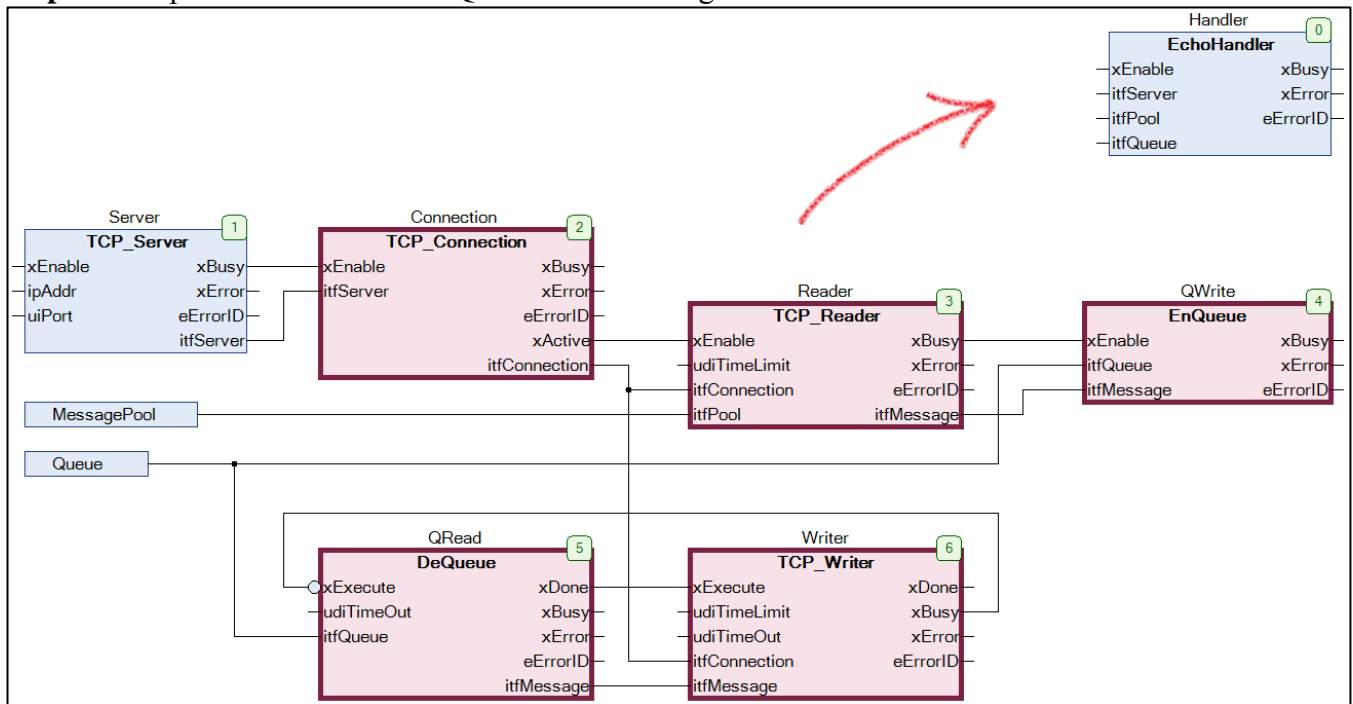 Handler
0
EchoHandler
xEnable xBusy
itfServer xError
itfPool eErrorID
itfQueue
Server
1
TCP_Server
xEnable xBusy
ipAddr xError
uiPort eErrorID
itfServer
Connection
2
TCP_Connection
xEnable xBusy
itfServer xError
eErrorID
xActive
itfConnection
Reader
3
TCP_Reader
xEnable xBusy
udiTimeLimit xError
itfConnection eErrorID
itfPool itfMessage
QWrite
4
EnQueue
xEnable xBusy
itfQueue xError
itfMessage eErrorID
MessagePool
Queue
QRead
5
DeQueue
xExecute xDone
udiTimeOut xBusy
itfQueue xError
eErrorID
itfMessage
Writer
6
TCP_Writer
xExecute xDone
udiTimeLimit xBusy
udiTimeOut xError
itfConnection eErrorID
itfMessage